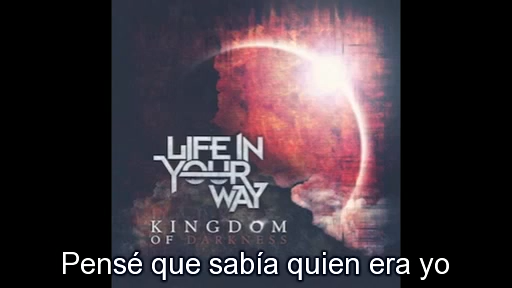 LIFE IN
YOUR
WAY
KINGDOM
OF DARKNESS
Pensé que sabía quien era yo